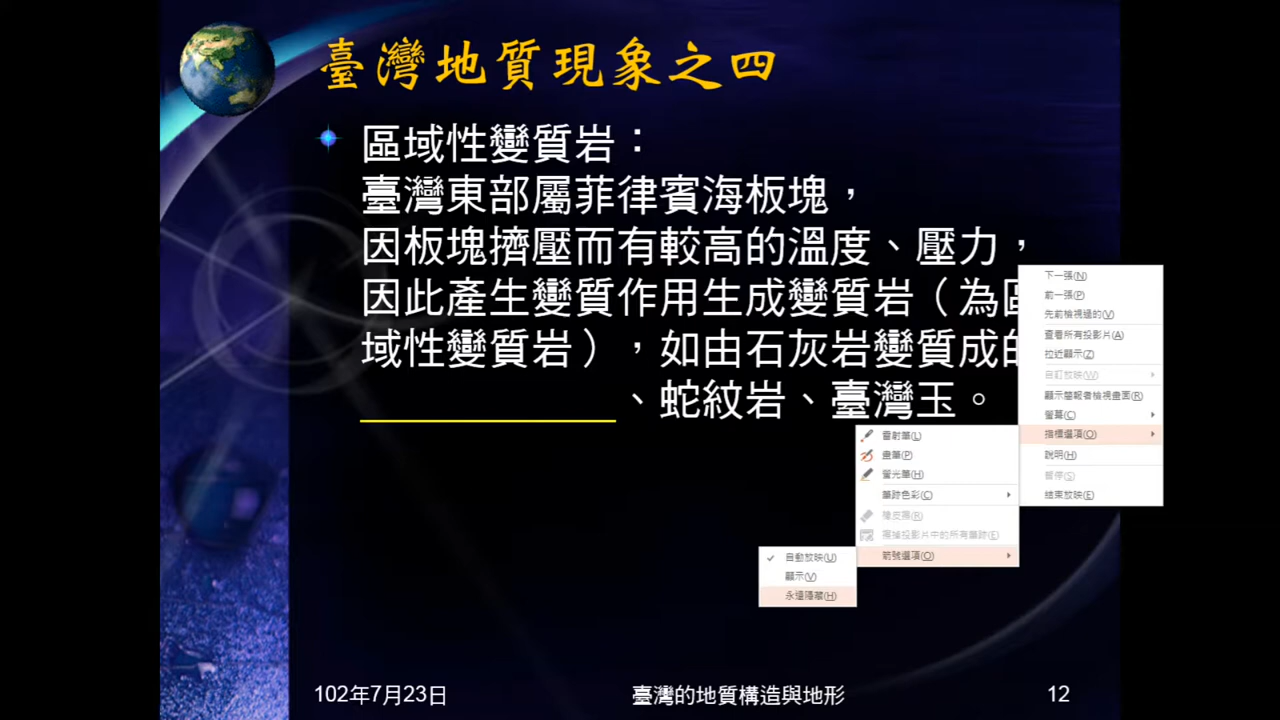 臺灣地質現象之四
區域性變質岩：
臺灣東部屬菲律賓海板塊，
因板塊擠壓而有較高的溫度、壓力，
因此產生變質作用生成變質岩（為區
域性變質岩），如由石灰岩變質成的
、蛇紋岩、臺灣玉。
下一張(N)
前一張(P)
先前檢視過的(V)
查看所有投影片(A)
拉近顯示(Z)
自訂放映(W)
顯示簡報者檢視畫面(R)
螢幕(C)
指標選項(O)
說明(H)
暫停(S)
結束放映(E)
雷射筆(L)
畫筆(P)
螢光筆(H)
筆跡色彩(C)
橡皮擦(R)
擦掉投影片中的所有筆跡(E)
箭號選項(O)
自動放映(U)
顯示(V)
永遠隱藏(H)
102年7月23日
臺灣的地質構造與地形
12